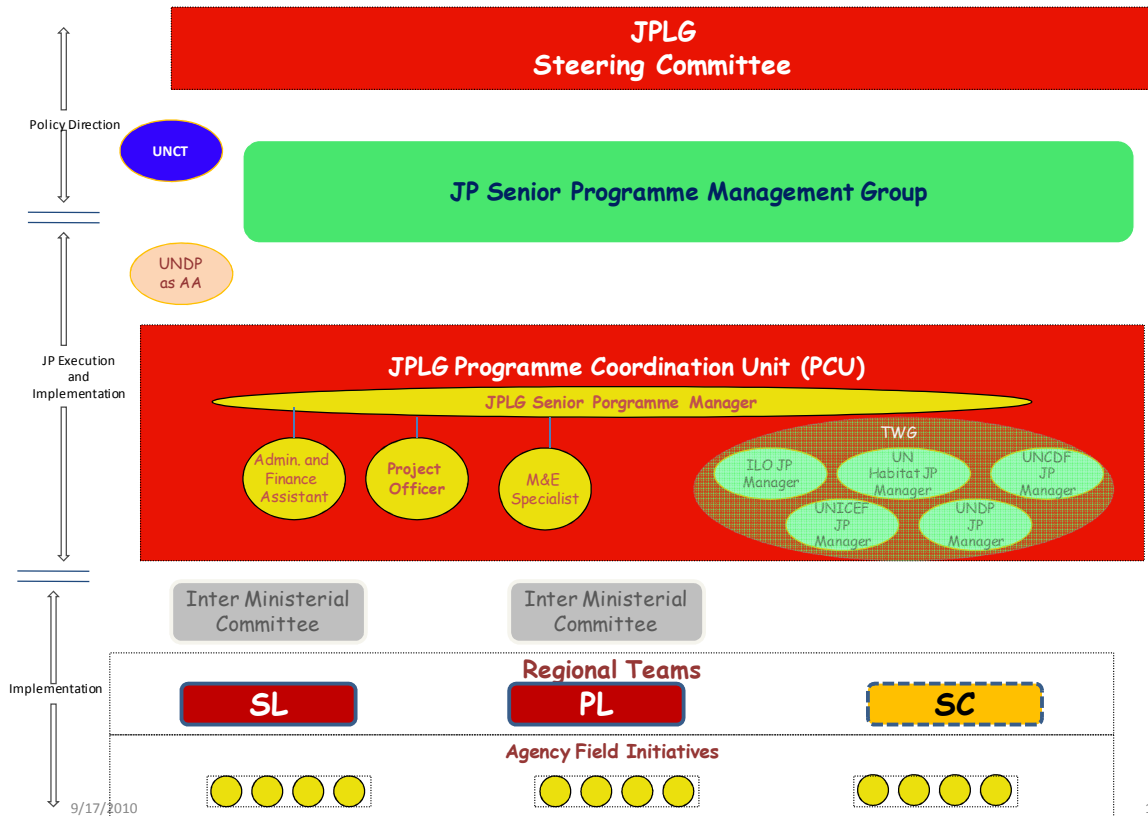 JPLG
Steering Committee
Policy Direction
UNCT
JP Senior Programme Management Group
UNDP
as AA
JP Execution
and
Implementation
JPLG Programme Coordination Unit (PCU)
JPLG Senior Porgramme Manager
Admin. and
Finance
Assistant
Project
Officer
M&E
Specialist
TWG
ILO JP
Manager
UN
Habitat JP
Manager
UNCDF
JP
Manager
UNICEF
JP
Manager
UNDP
JP
Manager
Inter Ministerial
Committee
Inter Ministerial
Committee
Implementation
Regional Teams
SL
PL
SC
Agency Field Initiatives
9/17/2010
1